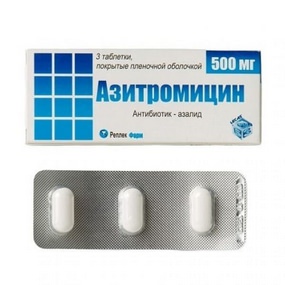 3 таблетки,
покрытые пленочной оболочкой
500 мг
Азитромицин
Антибиотик - азалид
Реплек Фарм